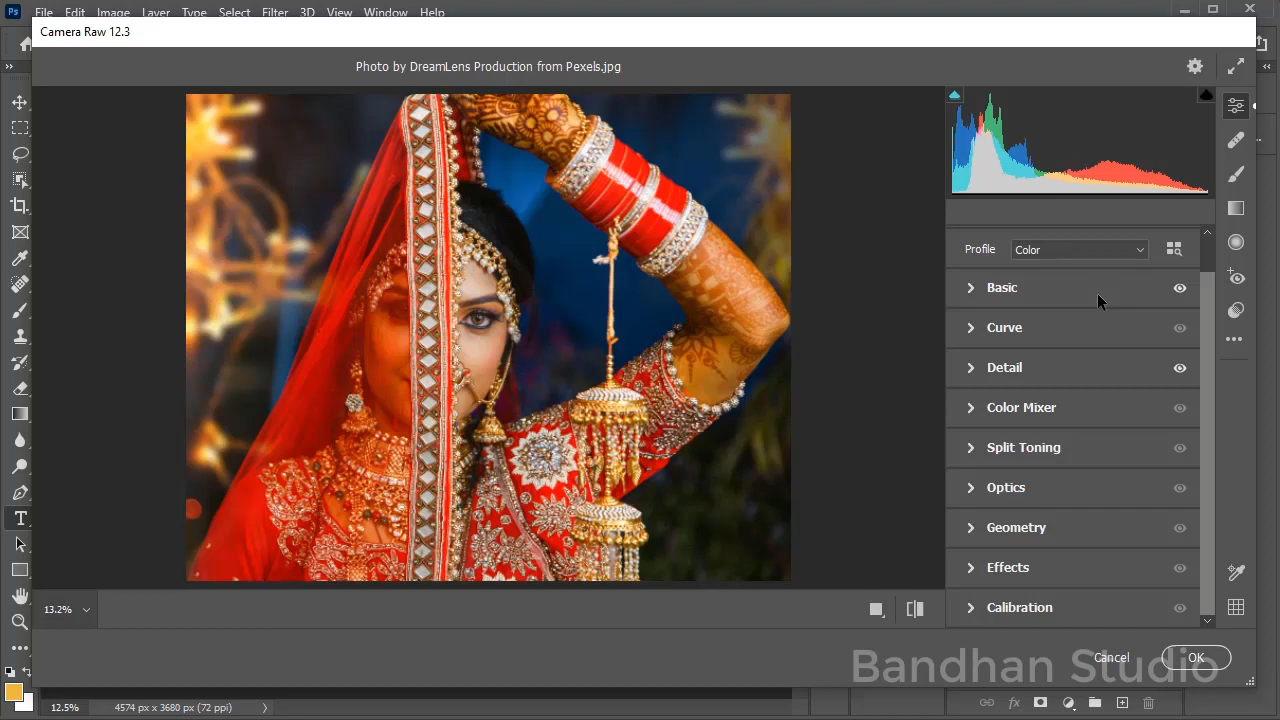 Ps File Edit Image Layer Type Select Filter 3D View Window Help
Camera Raw 12.3
Photo by DreamLens Production from Pexels.jpg
Profile Color
Basic
Curve
Detail
Color Mixer
Split Toning
Optics
Geometry
Effects
Calibration
13.2%
Cancel OK
Bandhan Studio
12.5% 4574 px x 3680 px (72 ppi)
fx